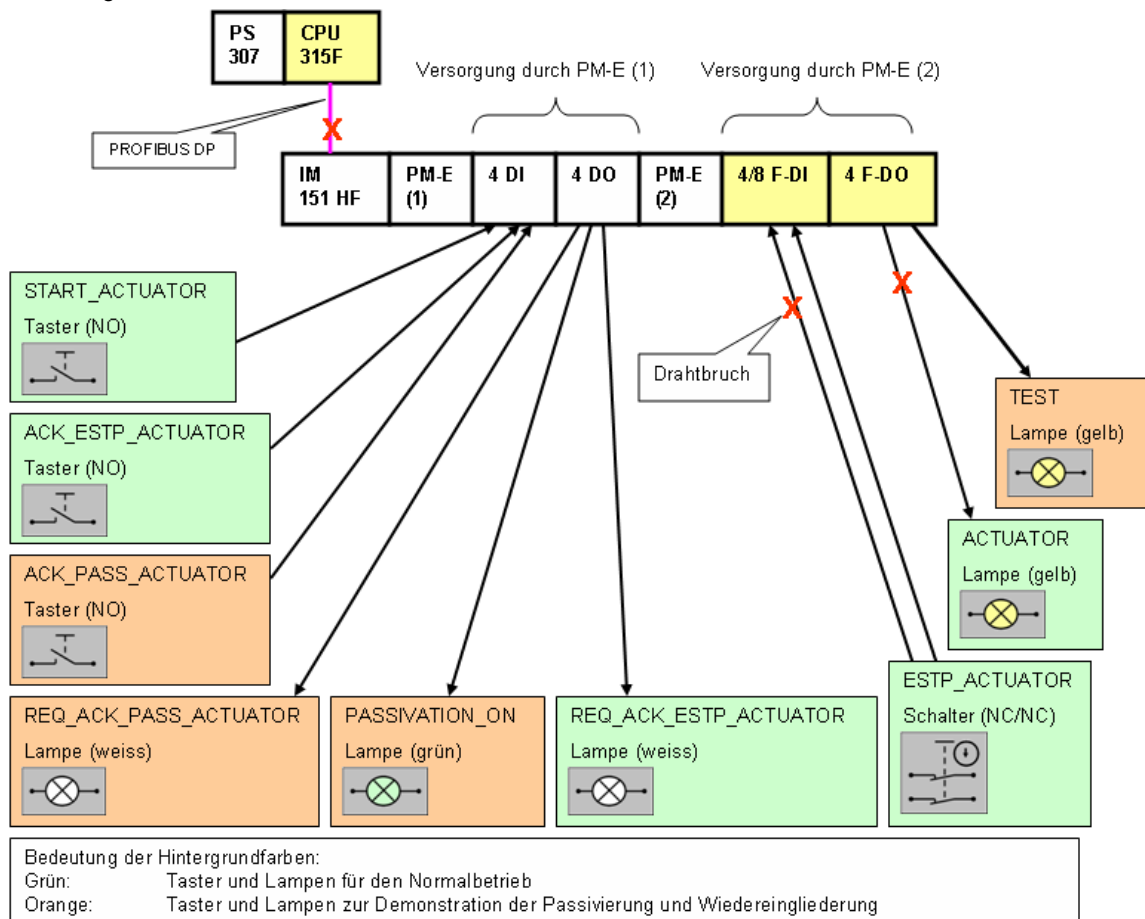 PS
307
CPU
315F
Versorgung durch PM-E (1)
Versorgung durch PM-E (2)
PROFIBUS DP
IM
151 HF
PM-E
(1)
4 DI
4 DO
PM-E
(2)
4/8 F-DI
4 F-DO
START_ACTUATOR
Taster (NO)
Drahtbruch
TEST
Lampe (gelb)
ACK_ESTP_ACTUATOR
Taster (NO)
ACTUATOR
Lampe (gelb)
ACK_PASS_ACTUATOR
Taster (NO)
ESTP_ACTUATOR
Schalter (NC/NC)
REQ_ACK_PASS_ACTUATOR
Lampe (weiss)
PASSIVATION_ON
Lampe (grün)
REQ_ACK_ESTP_ACTUATOR
Lampe (weiss)
Bedeutung der Hintergrundfarben:
Grün: Taster und Lampen für den Normalbetrieb
Orange: Taster und Lampen zur Demonstration der Passivierung und Wiedereingliederung